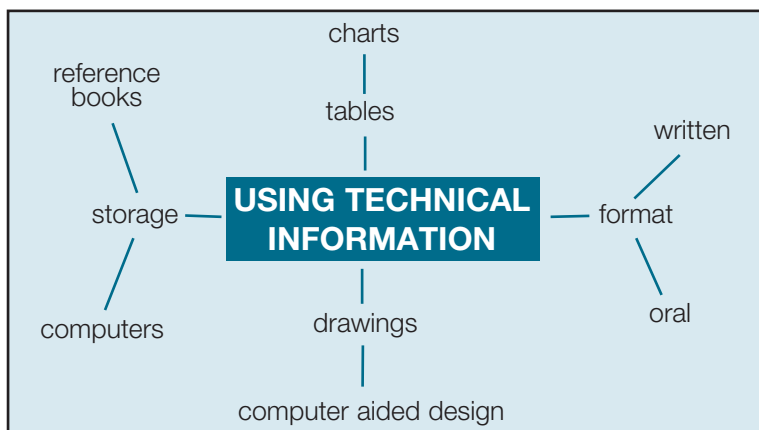 charts
reference
books
tables
written
storage
USING TECHNICAL
INFORMATION
format
computers
drawings
oral
computer aided design